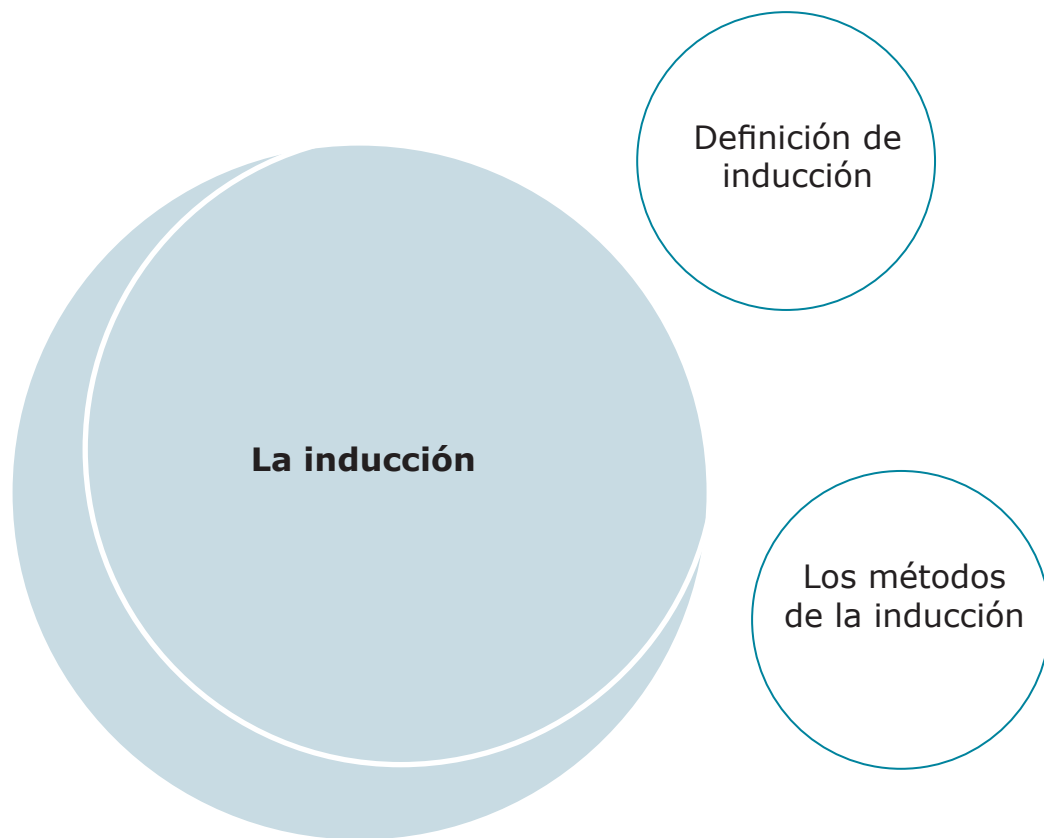 Definición de
inducción
La inducción
Los métodos
de la inducción